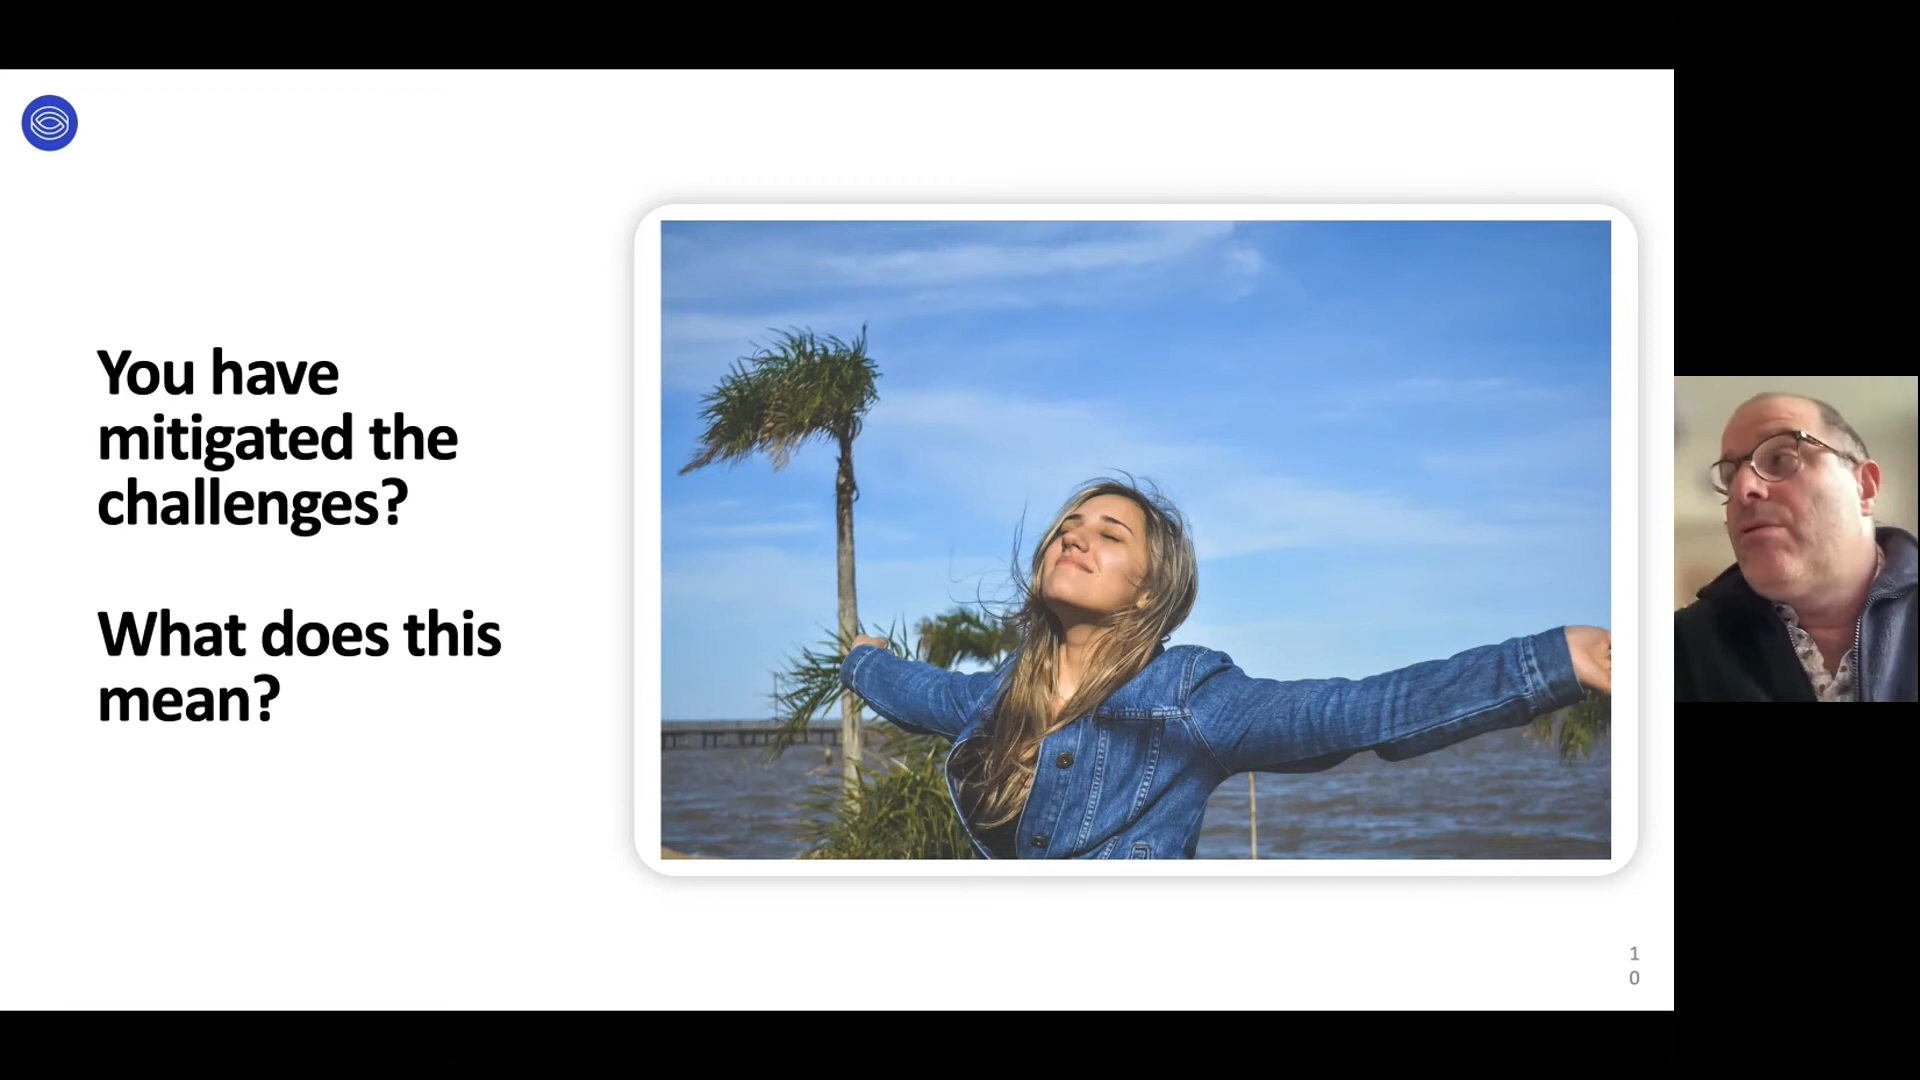 You have
mitigated the
challenges?
What does this
mean?
1
0